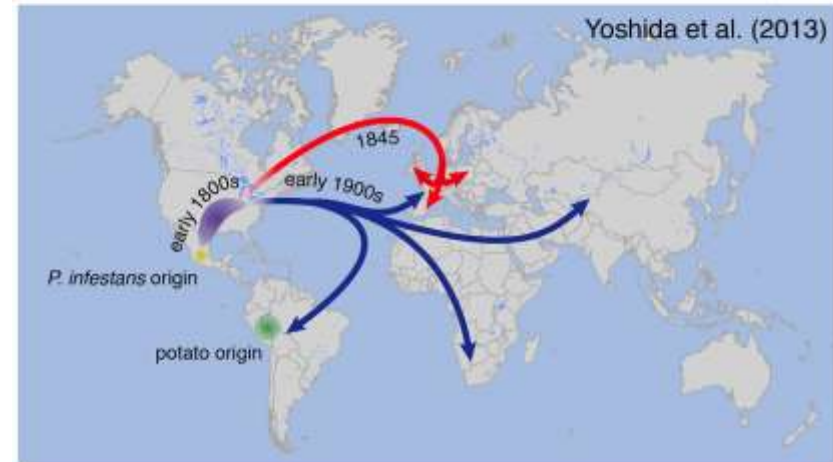 Yoshida et al. (2013)
1845
early 1800s
early 1900s
P. infestans origin
potato origin